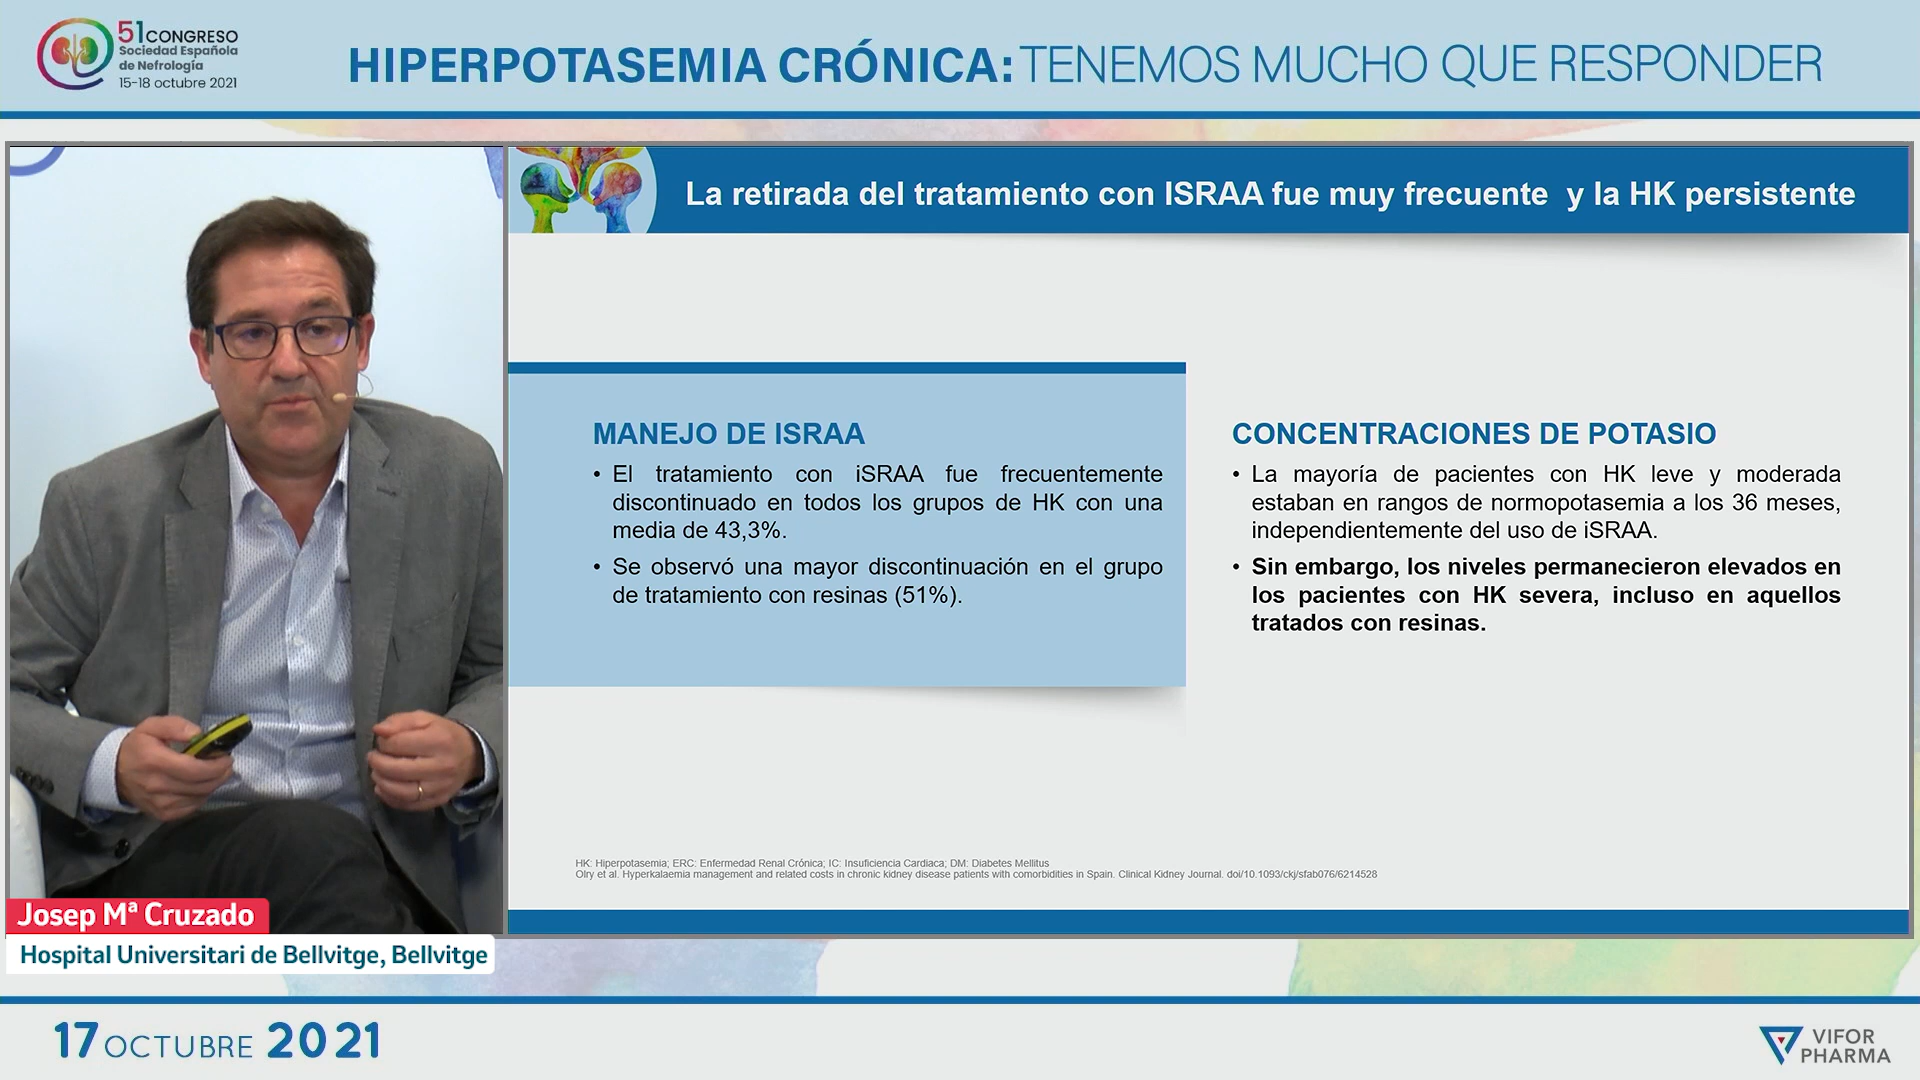 51 CONGRESO
Sociedad Española
de Nefrología
15-18 octubre 2021
HIPERPOTASEMIA CRÓNICA: TENEMOS MUCHO QUE RESPONDER
La retirada del tratamiento con ISRAA fue muy frecuente y la HK persistente
MANEJO DE ISRAA
• El tratamiento con iSRAA fue frecuentemente
discontinuado en todos los grupos de HK con una
media de 43,3%.
• Se observó una mayor discontinuación en el grupo
de tratamiento con resinas (51%).
CONCENTRACIONES DE POTASIO
• La mayoría de pacientes con HK leve y moderada
estaban en rangos de normopotasemia a los 36 meses,
independientemente del uso de iSRAA.
• Sin embargo, los niveles permanecieron elevados en
los pacientes con HK severa, incluso en aquellos
tratados con resinas.
HK: Hiperpotasemia; ERC: Enfermedad Renal Crónica; IC: Insuficiencia Cardiaca; DM: Diabetes Mellitus
Olry et al. Hyperkalaemia management and related costs in chronic kidney disease patients with comorbidities in Spain. Clinical Kidney Journal. doi/10.1093/ckj/sfab076/6214528
Josep Mª Cruzado
Hospital Universitari de Bellvitge, Bellvitge
17 OCTUBRE 2021
VIFOR
PHARMA